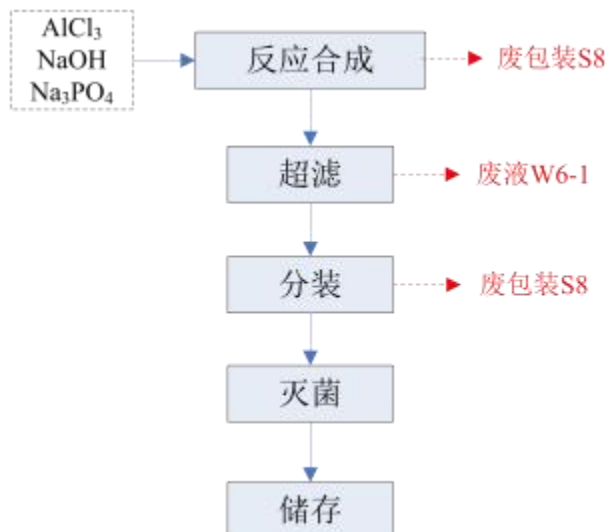 AlCl₃
NaOH
Na₃PO₄
反应合成
废包装S8
超滤
废液W6-1
分装
废包装S8
灭菌
储存